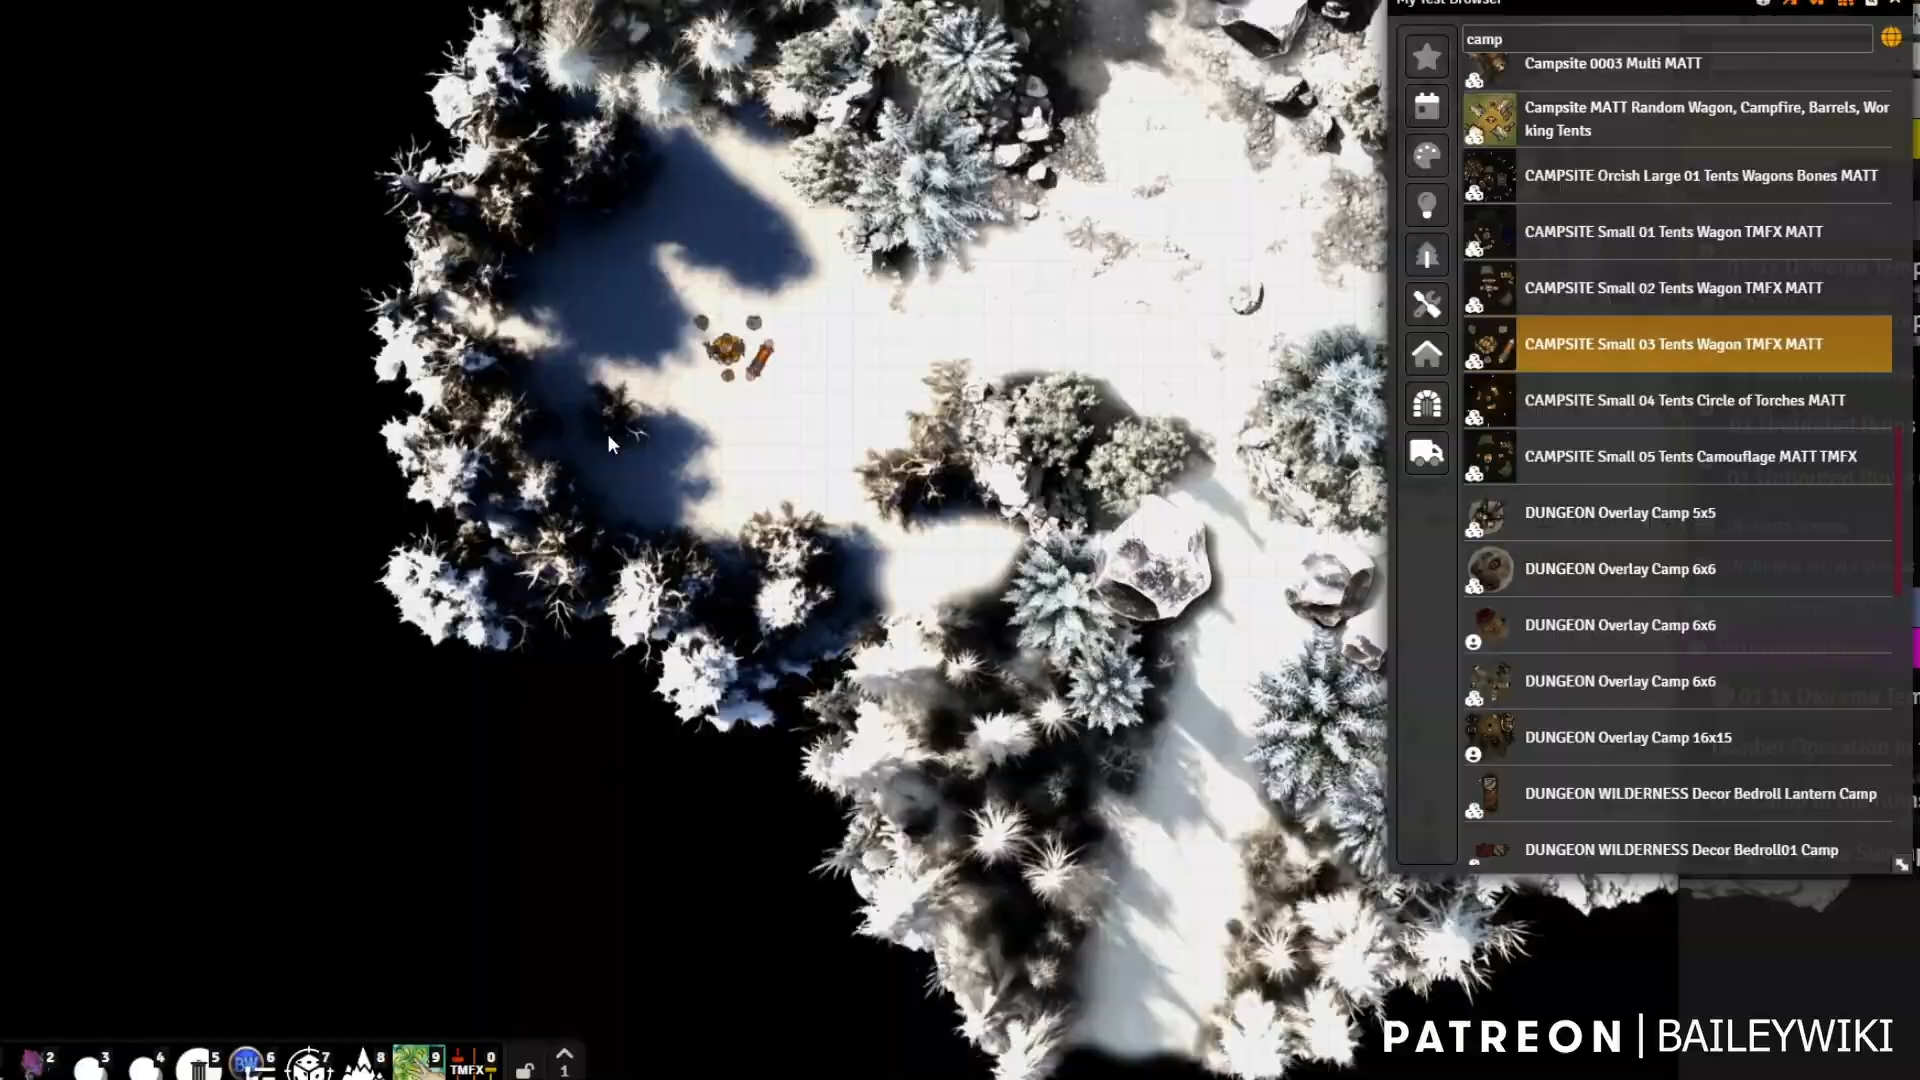 My Test Browser
camp
Campsite 0003 Multi MATT
Campsite MATT Random Wagon, Campfire, Barrels, Wor
king Tents
CAMPSITE Orcish Large 01 Tents Wagons Bones MATT
CAMPSITE Small 01 Tents Wagon TMFX MATT
CAMPSITE Small 02 Tents Wagon TMFX MATT
CAMPSITE Small 03 Tents Wagon TMFX MATT
CAMPSITE Small 04 Tents Circle of Torches MATT
CAMPSITE Small 05 Tents Camouflage MATT TMFX
DUNGEON Overlay Camp 5x5
DUNGEON Overlay Camp 6x6
DUNGEON Overlay Camp 6x6
DUNGEON Overlay Camp 6x6
DUNGEON Overlay Camp 16x15
DUNGEON WILDERNESS Decor Bedroll Lantern Camp
DUNGEON WILDERNESS Decor Bedroll01 Camp
PATREON | BAILEYWIKI
2 3 4 5 6 7 8 9 0
BW TMFX 1